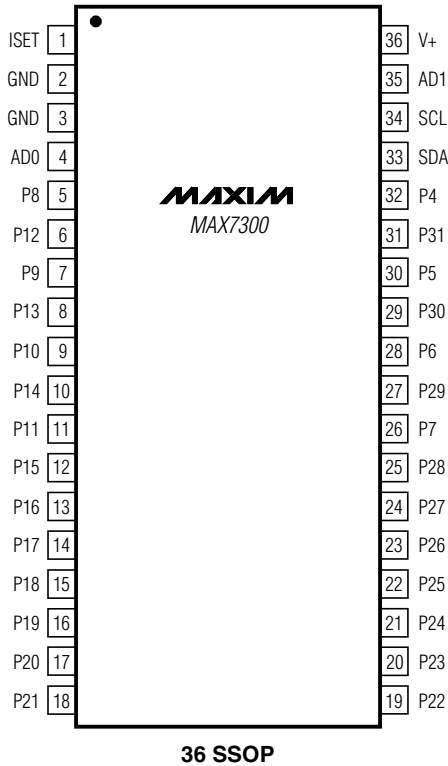 ISET 1 36 V+
GND 2 35 AD1
GND 3 34 SCL
AD0 4 33 SDA
P8 5 32 P4
MAXIM
P12 6 31 P31
MAX7300
P9 7 30 P5
P13 8 29 P30
P10 9 28 P6
P14 10 27 P29
P11 11 26 P7
P15 12 25 P28
P16 13 24 P27
P17 14 23 P26
P18 15 22 P25
P19 16 21 P24
P20 17 20 P23
P21 18 19 P22
36 SSOP